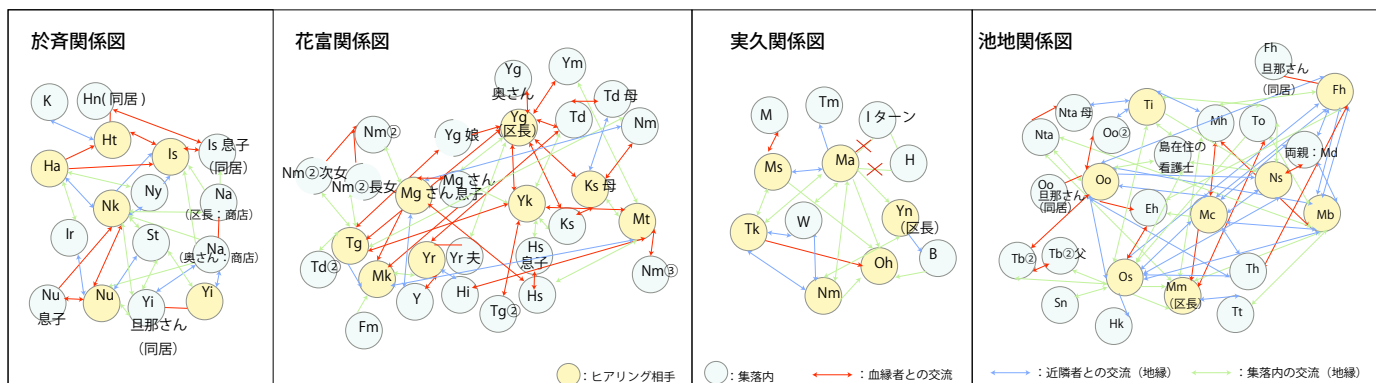 於斉関係図
K
Hn( 同居 )
Ht
Is
Is 息子
(同居)
Ha
Ny
Na
(区長:商店)
Nk
Ir
St
Na
(奥さん:商店)
Nu
息子
Nu
Yi
旦那さん
(同居)
Yi
花富関係図
Yg
奥さん
Ym
Td 母
Td
Nm
Yg
(区長)
Yg 娘
Nm②
Nm②次女
Nm②長女
Mg さん
Mg さん
息子
Ks 母
Yk
Ks
Mt
Tg
Td②
Mk
Yr
Yr 夫
Hs
息子
Nm③
Y
Hi
Hs
Tg②
Fm
:ヒアリング相手
実久関係図
M
Tm
I ターン
H
Ms
Ma
Yn
(区長)
W
Tk
B
Oh
Nm
:集落内
:血縁者との交流
池地関係図
Fh
旦那さん
(同居)
Fh
Nta 母
Ti
Nta
Oo②
Mh
To
島在住の
看護士
両親:Md
Oo
Oo
旦那さん
(同居)
Ns
Eh
Mc
Mb
Tb②
Tb②父
Os
Th
Mm
(区長)
Sn
Hk
Tt
:近隣者との交流(地縁)
:集落内の交流(地縁)